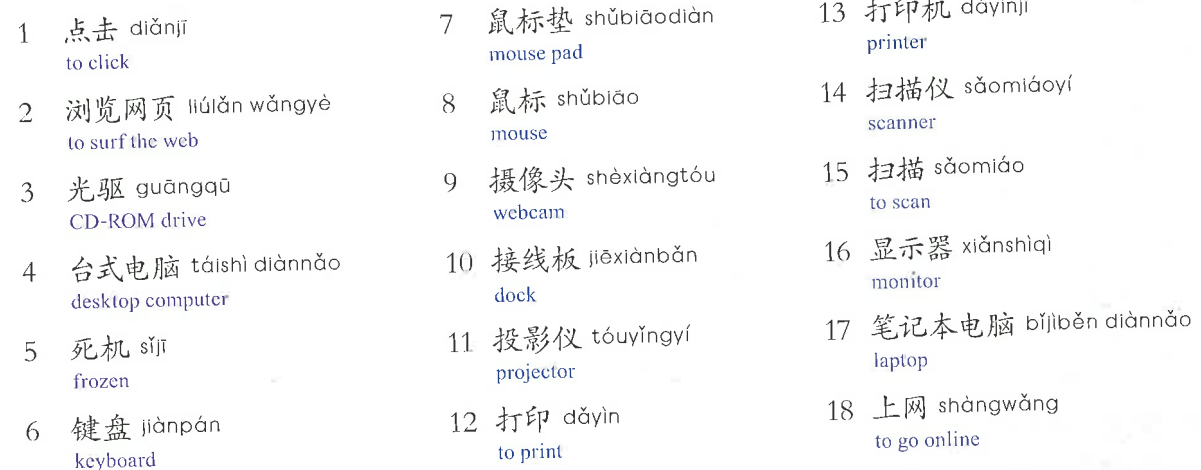 1 点击 diǎnjī
to click
2 浏览网页 liúlǎn wǎngyè
to surf the web
3 光驱 guāngqū
CD-ROM drive
4 台式电脑 táishì diànnǎo
desktop computer
5 死机 sǐjī
frozen
6 键盘 jiànpán
keyboard
7 鼠标垫 shǔbiāodiàn
mouse pad
8 鼠标 shǔbiāo
mouse
9 摄像头 shèxiàngtóu
webcam
10 接线板 jiēxiànbǎn
dock
11 投影仪 tóuyǐngyí
projector
12 打印 dǎyìn
to print
13 打印机 dǎyìnjī
printer
14 扫描仪 sǎomiáoyí
scanner
15 扫描 sǎomiáo
to scan
16 显示器 xiǎnshìqì
monitor
17 笔记本电脑 bǐjìběn diànnǎo
laptop
18 上网 shàngwǎng
to go online